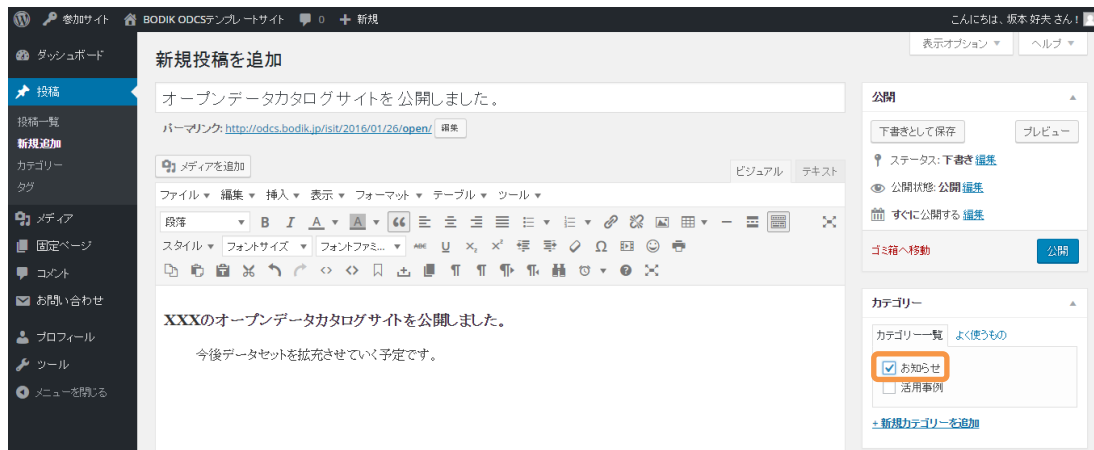 参加サイト BODIK ODCSテンプレートサイト 0 + 新規 こんにちは、坂本 好夫 さん！
表示オプション ▼ ヘルプ ▼
ダッシュボード
投稿
投稿一覧
新規追加
カテゴリー
タグ
メディア
固定ページ
コメント
お問い合わせ
プロフィール
ツール
メニューを閉じる
新規投稿を追加
オープンデータカタログサイトを公開しました。
パーマリンク: http://odcs.bodik.jp/isit/2016/01/26/open/ 編集
メディアを追加
ビジュアル テキスト
ファイル ▼ 編集 ▼ 挿入 ▼ 表示 ▼ フォーマット ▼ テーブル ▼ ツール ▼
段落 ▼ B I A ▼ A ▼
スタイル ▼ フォントサイズ ▼ フォントファミ... ▼ ABC U x₂ x² Ω
XXXのオープンデータカタログサイトを公開しました。
今後データセットを拡充させていく予定です。
公開
下書きとして保存 プレビュー
ステータス: 下書き 編集
公開状態: 公開 編集
すぐに公開する 編集
ゴミ箱へ移動 公開
カテゴリー
カテゴリー一覧 よく使うもの
お知らせ
活用事例
+ 新規カテゴリーを追加